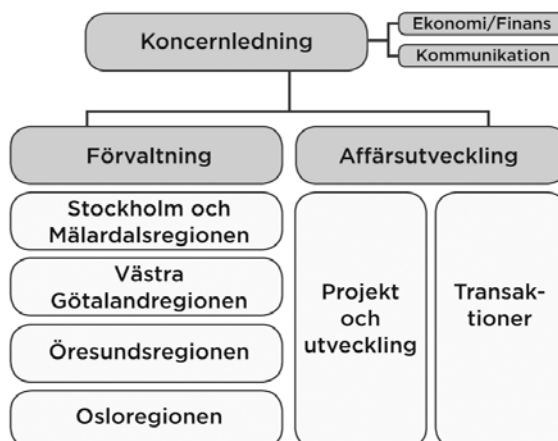 Koncernledning
Ekonomi/Finans
Kommunikation
Förvaltning
Affärsutveckling
Stockholm och
Mälardalsregionen
Västra
Götalandregionen
Öresundsregionen
Osloregionen
Projekt
och
utveckling
Transak-
tioner